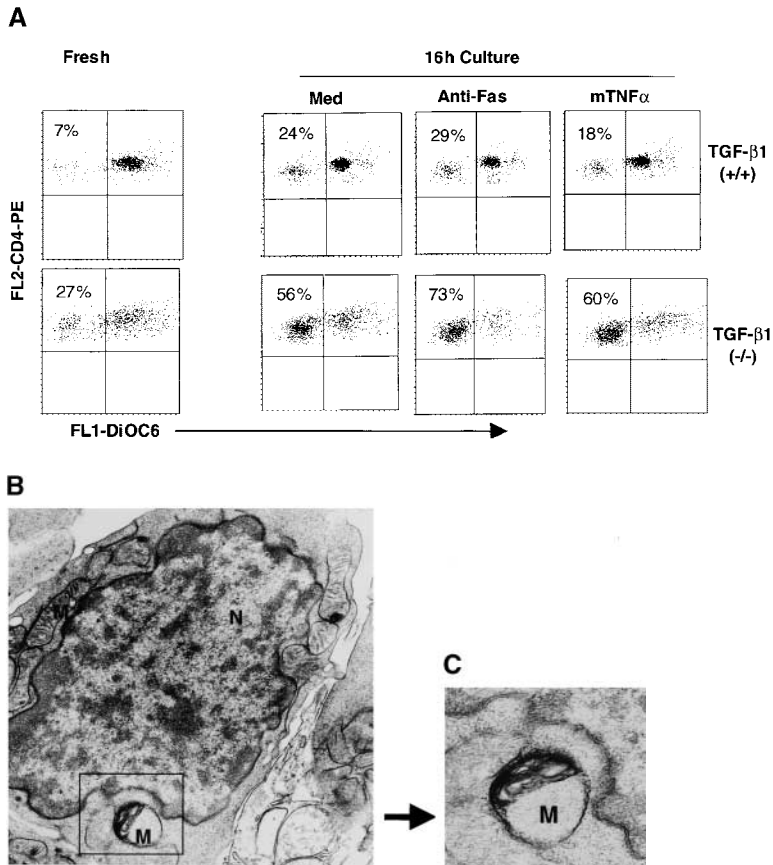 A
Fresh
16h Culture
Med
Anti-Fas
mTNFα
7%
24%
29%
18%
TGF-β1
(+/+)
FL2-CD4-PE
27%
56%
73%
60%
TGF-β1
(-/-)
FL1-DiOC6
B
M
N
M
C
M